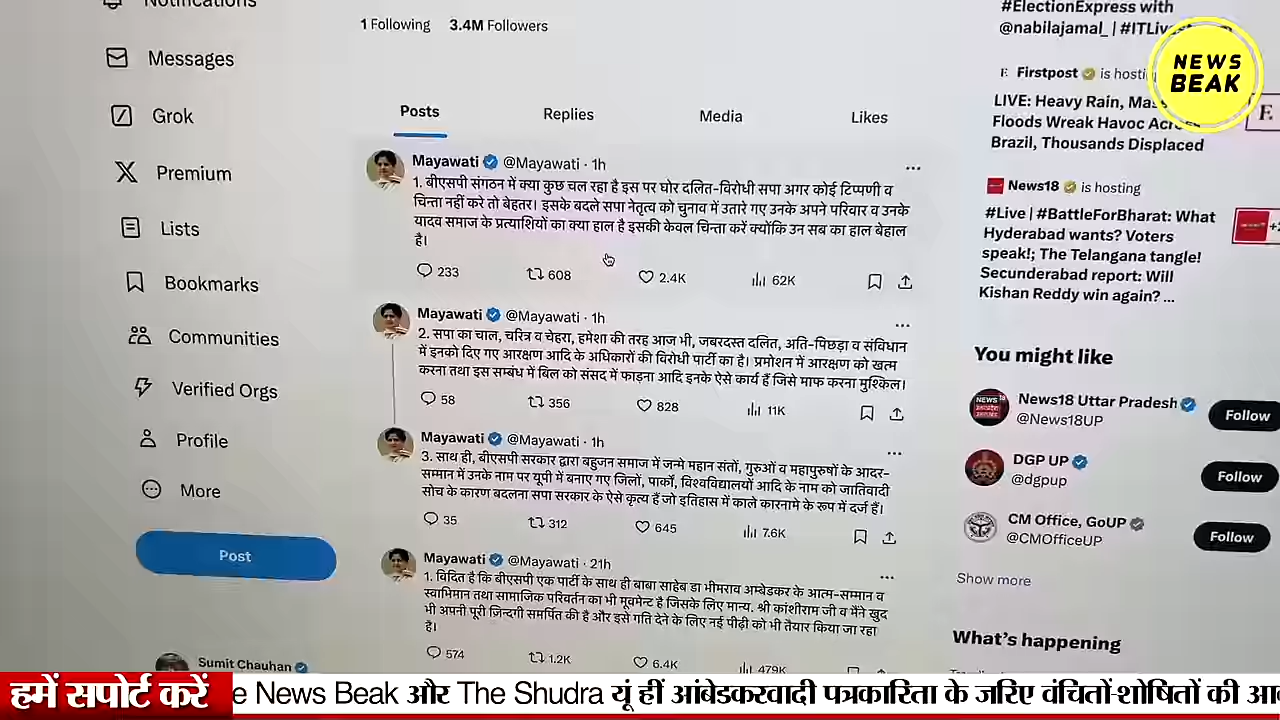 Notifications
Messages
Grok
Premium
Lists
Bookmarks
Communities
Verified Orgs
Profile
More
Post
Sumit Chauhan
1 Following 3.4M Followers
Posts Replies Media Likes
Mayawati @Mayawati · 1h
1. बीएसपी संगठन में क्या कुछ चल रहा है इस पर घोर दलित-विरोधी सपा अगर कोई टिप्पणी व
चिन्ता नहीं करे तो बेहतर। इसके बदले सपा नेतृत्व को चुनाव में उतारे गए उनके अपने परिवार व उनके
यादव समाज के प्रत्याशियों का क्या हाल है इसकी केवल चिन्ता करें क्योंकि उन सब का हाल बेहाल
है।
233 608 2.4K 62K
Mayawati @Mayawati · 1h
2. सपा का चाल, चरित्र व चेहरा, हमेशा की तरह आज भी, जबरदस्त दलित, अति-पिछड़ा व संविधान
में इनको दिए गए आरक्षण आदि के अधिकारों की विरोधी पार्टी का है। प्रमोशन में आरक्षण को खत्म
करना तथा इस सम्बंध में बिल को संसद में फाड़ना आदि इनके ऐसे कार्य हैं जिसे माफ करना मुश्किल।
58 356 828 11K
Mayawati @Mayawati · 1h
3. साथ ही, बीएसपी सरकार द्वारा बहुजन समाज में जन्मे महान संतों, गुरुओं व महापुरुषों के आदर-
सम्मान में उनके नाम पर यूपी में बनाए गए जिलों, पार्कों, विश्वविद्यालयों आदि के नाम को जातिवादी
सोच के कारण बदलना सपा सरकार के ऐसे कृत्य हैं जो इतिहास में काले कारनामे के रूप में दर्ज हैं।
35 312 645 7.6K
Mayawati @Mayawati · 21h
1. विदित है कि बीएसपी एक पार्टी के साथ ही बाबा साहेब डा भीमराव अम्बेडकर के आत्म-सम्मान व
स्वाभिमान तथा सामाजिक परिवर्तन का भी मूवमेन्ट है जिसके लिए मान्य. श्री कांशीराम जी व मैंने खुद
भी अपनी पूरी ज़िन्दगी समर्पित की है और इसे गति देने के लिए नई पीढ़ी को भी तैयार किया जा रहा
है।
574 1.2K 6.4K 479K
#ElectionExpress with
@nabilajamal_ | #ITLivestream
E Firstpost is hosting
LIVE: Heavy Rain, Mas
Floods Wreak Havoc Across
Brazil, Thousands Displaced
E
News18 is hosting
#Live | #BattleForBharat: What
Hyderabad wants? Voters
speak!; The Telangana tangle!
Secunderabad report: Will
Kishan Reddy win again? ...
+2
You might like
News18 Uttar Pradesh
@News18UP
Follow
DGP UP
@dgpup
Follow
CM Office, GoUP
@CMOfficeUP
Follow
Show more
What's happening
NEWS
BEAK
हमें सपोर्ट करें
e News Beak और The Shudra यूं हीं आंबेडकरवादी पत्रकारिता के जरिए वंचितों-शोषितों की आ